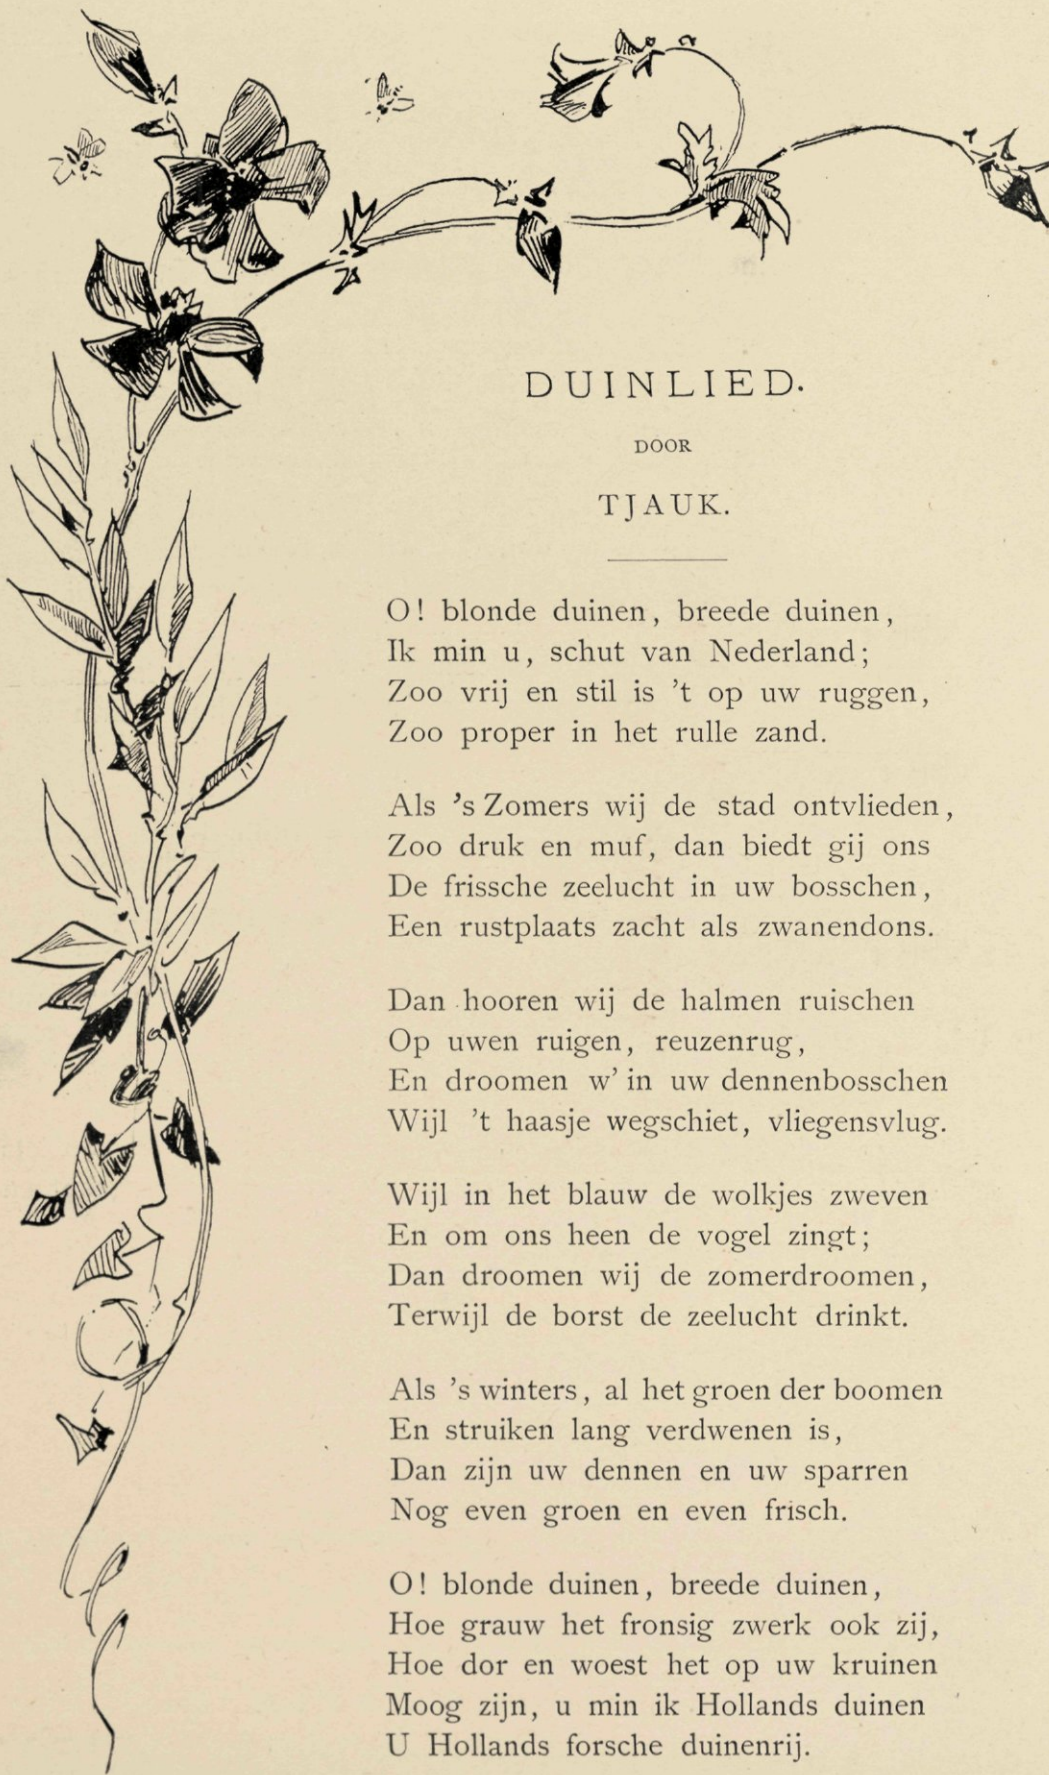 DUINLIED.
DOOR
TJAUK.
O! blonde duinen, breede duinen,
Ik min u, schut van Nederland;
Zoo vrij en stil is 't op uw ruggen,
Zoo proper in het rulle zand.
Als 's Zomers wij de stad ontvlieden,
Zoo druk en muf, dan biedt gij ons
De frissche zeelucht in uw bosschen,
Een rustplaats zacht als zwanendons.
Dan hooren wij de halmen ruischen
Op uwen ruigen, reuzenrug,
En droomen w' in uw dennenbosschen
Wijl 't haasje wegschiet, vliegensvlug.
Wijl in het blauw de wolkjes zweven
En om ons heen de vogel zingt;
Dan droomen wij de zomerdroomen,
Terwijl de borst de zeelucht drinkt.
Als 's winters, al het groen der boomen
En struiken lang verdwenen is,
Dan zijn uw dennen en uw sparren
Nog even groen en even frisch.
O! blonde duinen, breede duinen,
Hoe grauw het fronsig zwerk ook zij,
Hoe dor en woest het op uw kruinen
Moog zijn, u min ik Hollands duinen
U Hollands forsche duinenrij.